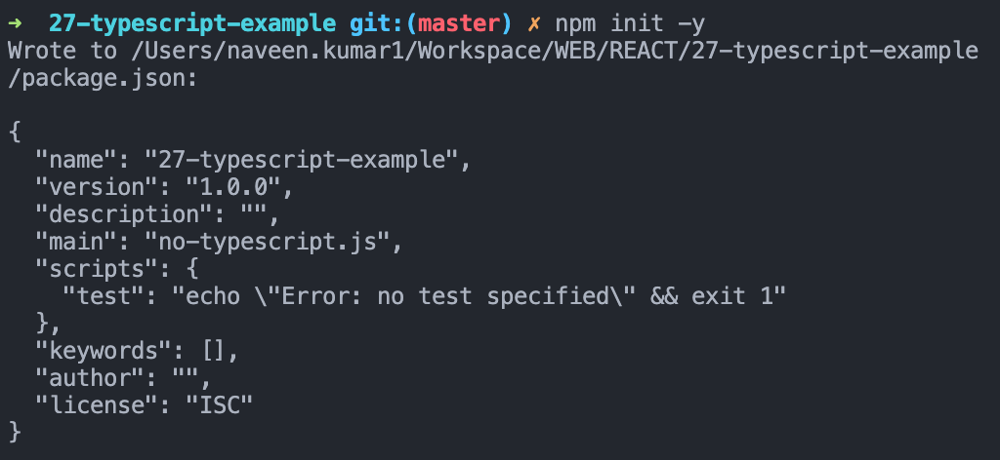 ➜  27-typescript-example git:(master) ✗ npm init -y
Wrote to /Users/naveen.kumar1/Workspace/WEB/REACT/27-typescript-example
/package.json:

{
  "name": "27-typescript-example",
  "version": "1.0.0",
  "description": "",
  "main": "no-typescript.js",
  "scripts": {
    "test": "echo \"Error: no test specified\" && exit 1"
  },
  "keywords": [],
  "author": "",
  "license": "ISC"
}